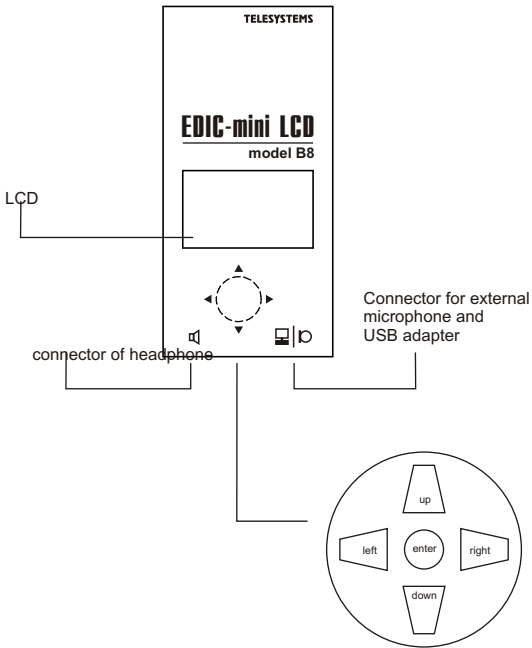 TELESYSTEMS
EDIC-mini LCD
model B8
LCD
Connector for external
microphone and
USB adapter
connector of headphone
up
left
enter
right
down